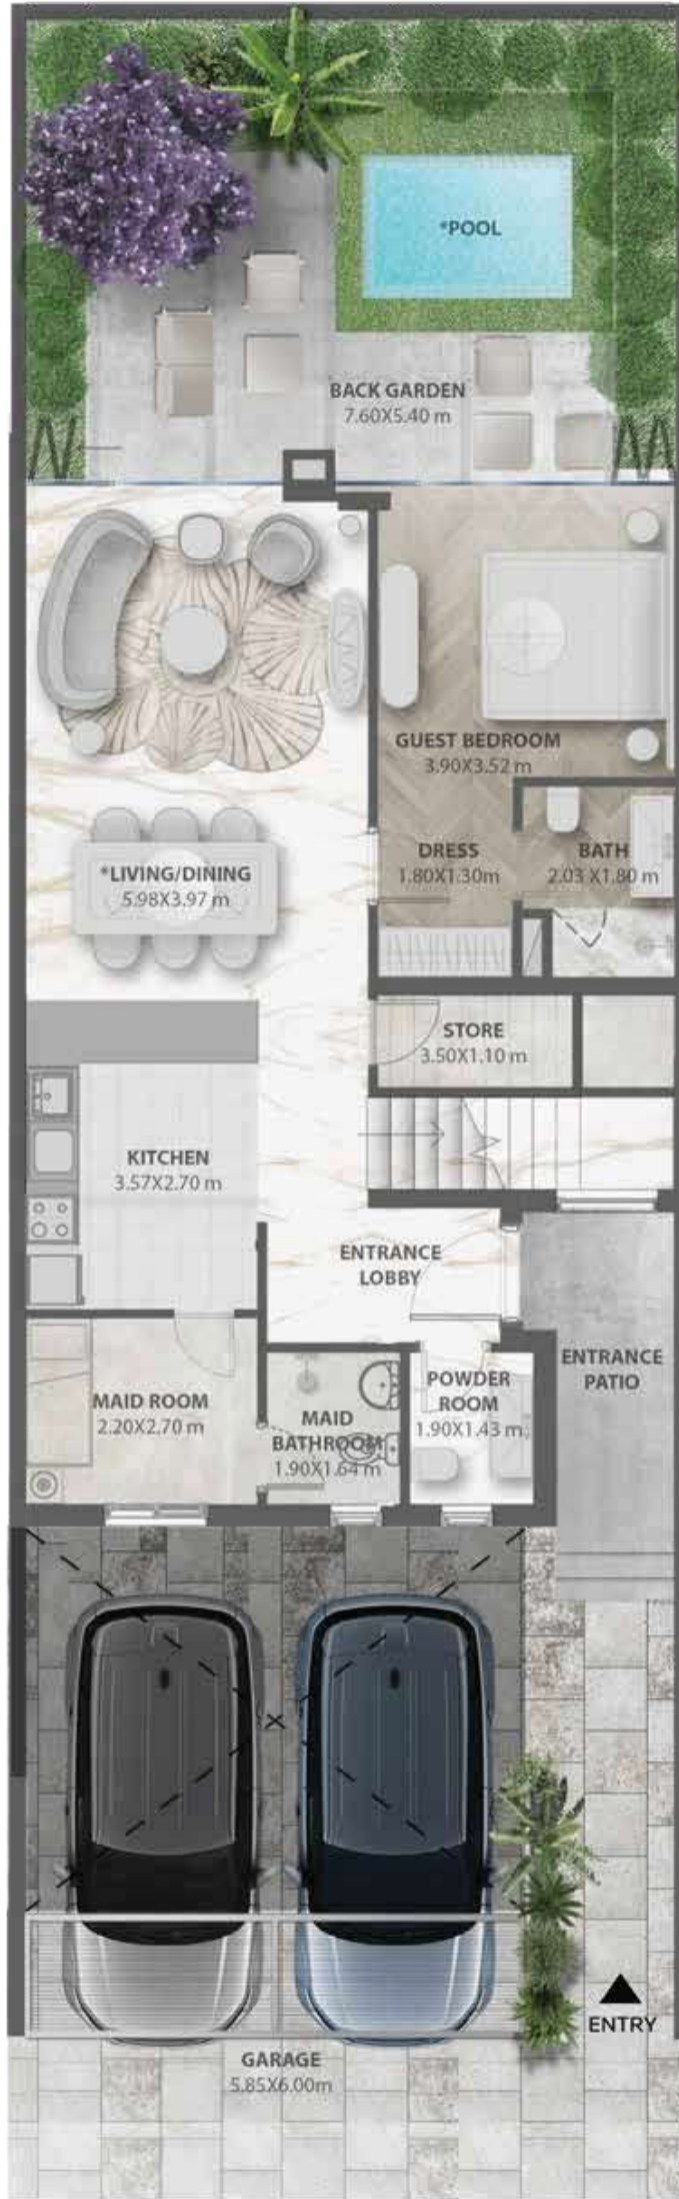 *POOL
BACK GARDEN
7.60X5.40 m
GUEST BEDROOM
3.90X3.52 m
*LIVING/DINING
5.98X3.97 m
DRESS
1.80X1.30m
BATH
2.03 X1.80 m
STORE
3.50X1.10 m
KITCHEN
3.57X2.70 m
ENTRANCE
LOBBY
ENTRANCE
PATIO
MAID ROOM
2.20X2.70 m
MAID
BATHROOM
1.90X1.64 m
POWDER
ROOM
1.90X1.43 m
ENTRY
GARAGE
5.85X6.00m